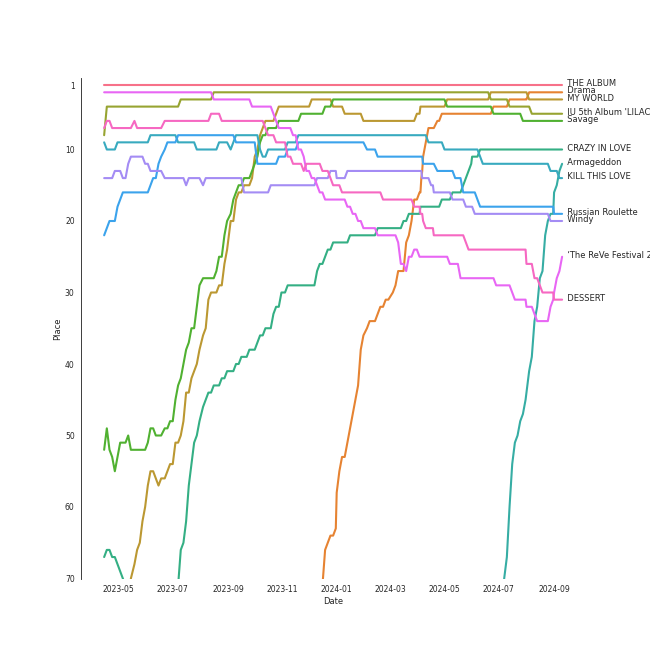 1
THE ALBUM
Drama
MY WORLD
IU 5th Album 'LILAC
Savage
10
CRAZY IN LOVE
Armageddon
KILL THIS LOVE
20
Russian Roulette
Windy
'The ReVe Festival 2
30
DESSERT
Place
40
50
60
70
2023-05 2023-07 2023-09 2023-11 2024-01 2024-03 2024-05 2024-07 2024-09
Date